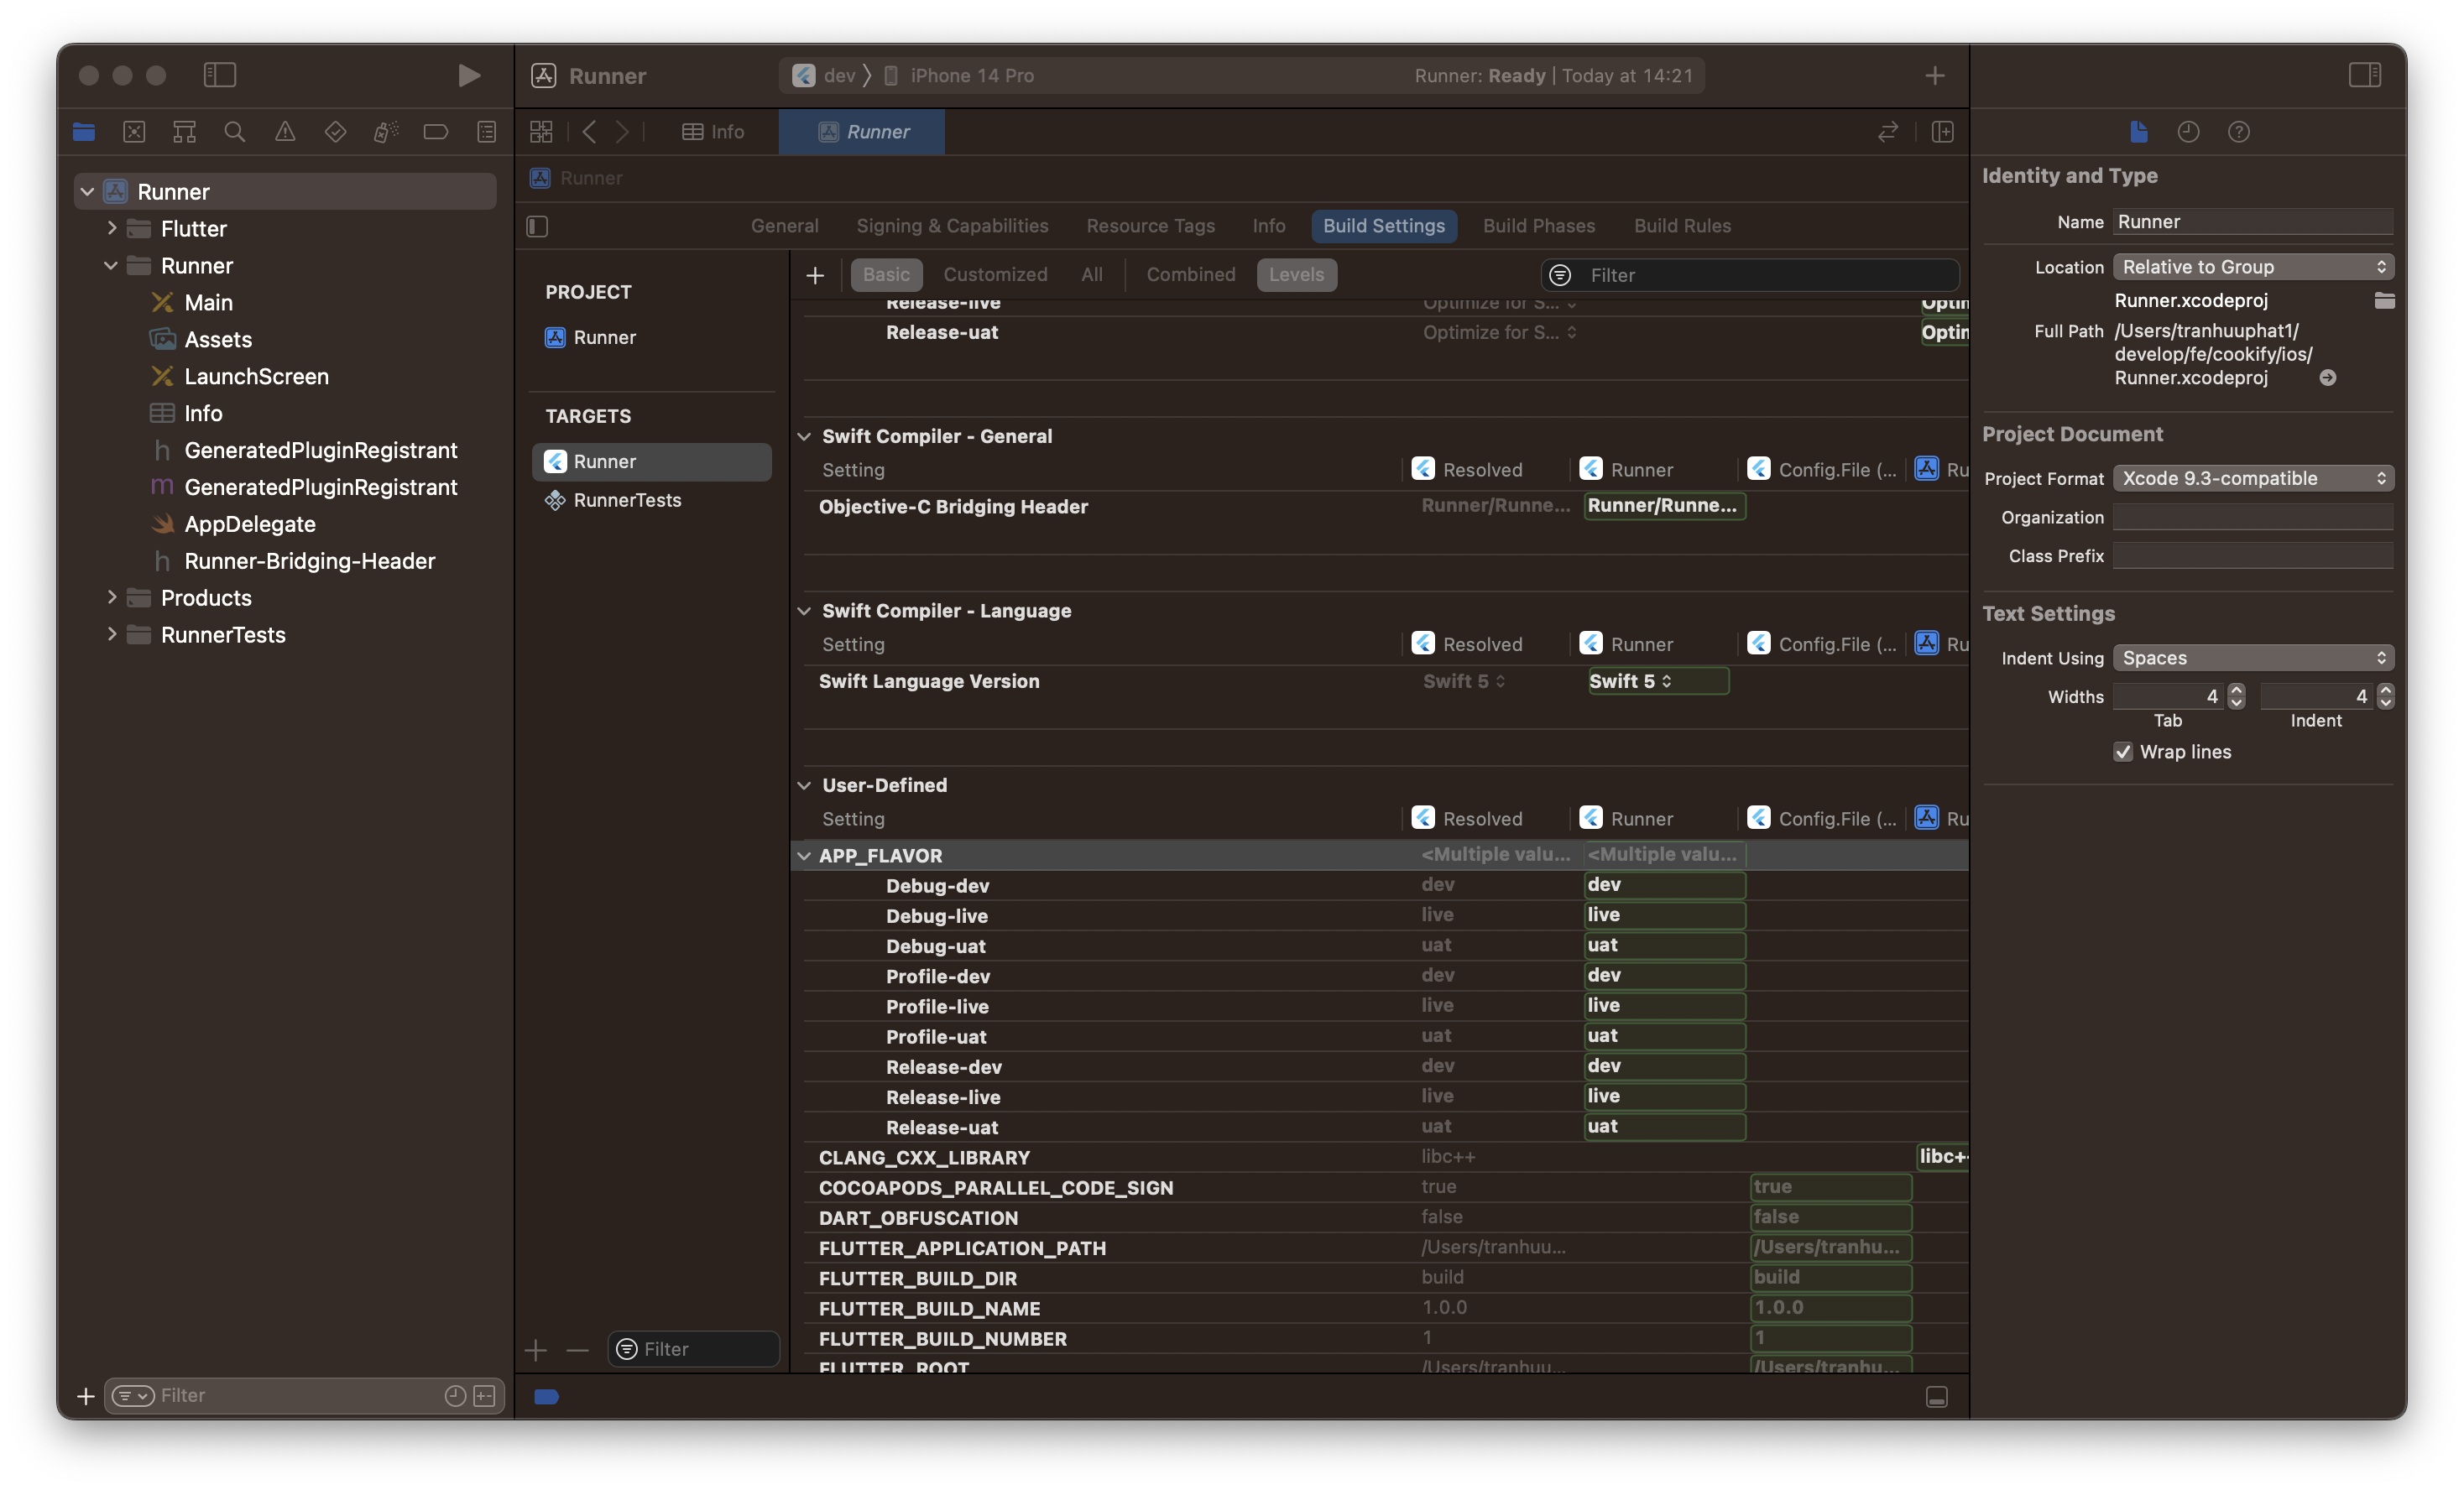 Runner
dev
iPhone 14 Pro
Runner: Ready | Today at 14:21
Info
Runner
Runner
Flutter
Runner
Main
Assets
LaunchScreen
Info
GeneratedPluginRegistrant
GeneratedPluginRegistrant
AppDelegate
Runner-Bridging-Header
Products
RunnerTests
Filter
Runner
General Signing & Capabilities Resource Tags Info Build Settings Build Phases Build Rules
PROJECT
Runner
TARGETS
Runner
RunnerTests
Filter
Basic Customized All Combined Levels Filter
Release-live Optimize for S... Optin
Release-uat Optimize for S... Optin
Swift Compiler - General
Setting Resolved Runner Config.File (... Ru
Objective-C Bridging Header Runner/Runne... Runner/Runne...
Swift Compiler - Language
Setting Resolved Runner Config.File (... Ru
Swift Language Version Swift 5 Swift 5
User-Defined
Setting Resolved Runner Config.File (... Ru
APP_FLAVOR <Multiple valu... <Multiple valu...
Debug-dev dev dev
Debug-live live live
Debug-uat uat uat
Profile-dev dev dev
Profile-live live live
Profile-uat uat uat
Release-dev dev dev
Release-live live live
Release-uat uat uat
CLANG_CXX_LIBRARY libc++ libc+
COCOAPODS_PARALLEL_CODE_SIGN true true
DART_OBFUSCATION false false
FLUTTER_APPLICATION_PATH /Users/tranhuu... /Users/tranhu...
FLUTTER_BUILD_DIR build build
FLUTTER_BUILD_NAME 1.0.0 1.0.0
FLUTTER_BUILD_NUMBER 1 1
FLUTTER_ROOT /Users/tranhuu... /Users/tranhu...
Identity and Type
Name Runner
Location Relative to Group
Runner.xcodeproj
Full Path /Users/tranhuuphat1/
develop/fe/cookify/ios/
Runner.xcodeproj
Project Document
Project Format Xcode 9.3-compatible
Organization
Class Prefix
Text Settings
Indent Using Spaces
Widths 4 4
Tab Indent
Wrap lines